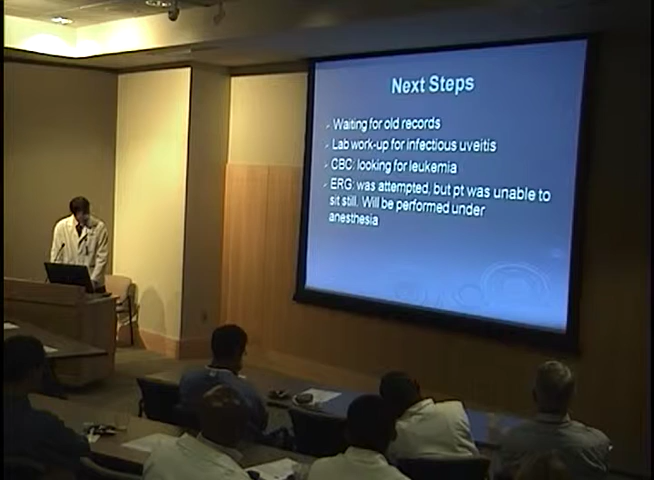 Next Steps
Waiting for old records
Lab work-up for infectious uveitis
CBC: looking for leukemia
ERG: was attempted, but pt was unable to
sit still. Will be performed under
anesthesia